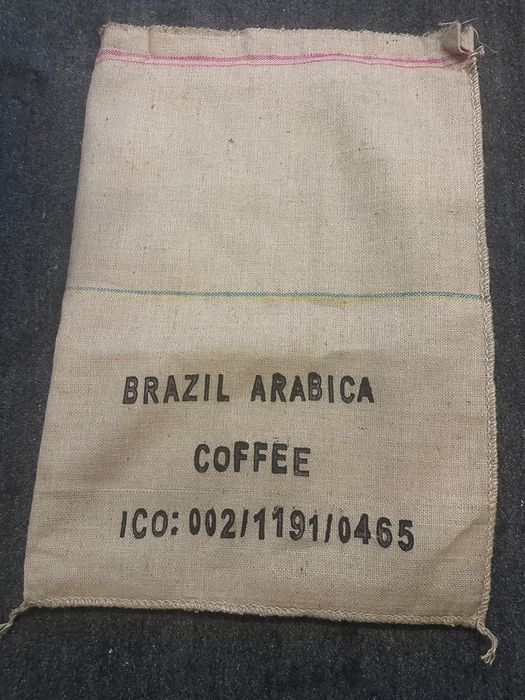 BRAZIL ARABICA
COFFEE
ICO: 002/1191/0465